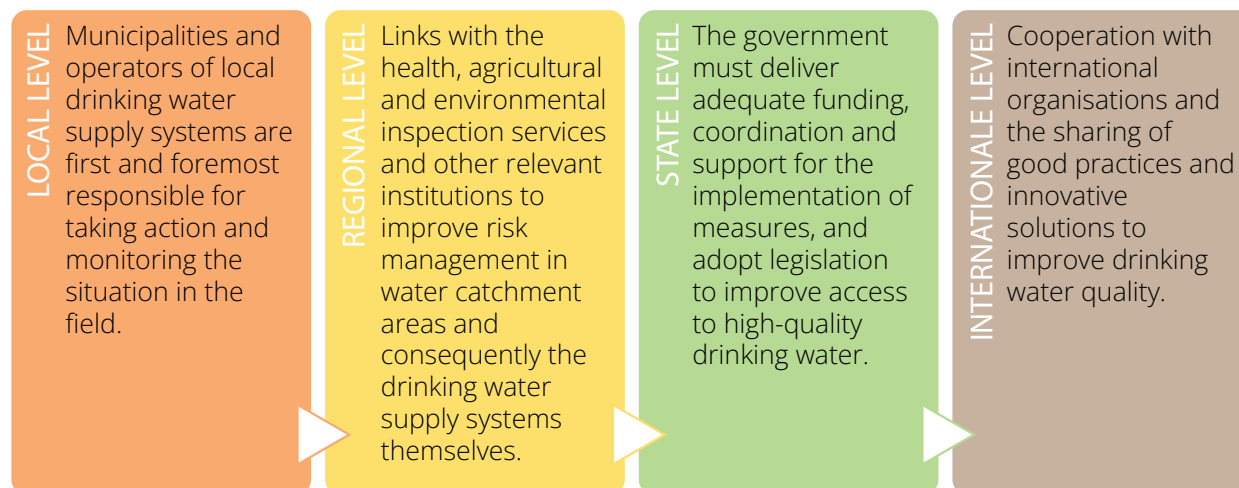 LOCAL LEVEL
Municipalities and
operators of local
drinking water
supply systems are
first and foremost
responsible for
taking action and
monitoring the
situation in the
field.
REGIONAL LEVEL
Links with the
health, agricultural
and environmental
inspection services
and other relevant
institutions to
improve risk
management in
water catchment
areas and
consequently the
drinking water
supply systems
themselves.
STATE LEVEL
The government
must deliver
adequate funding,
coordination and
support for the
implementation of
measures, and
adopt legislation
to improve access
to high-quality
drinking water.
INTERNATIONALE LEVEL
Cooperation with
international
organisations and
the sharing of
good practices and
innovative
solutions to
improve drinking
water quality.